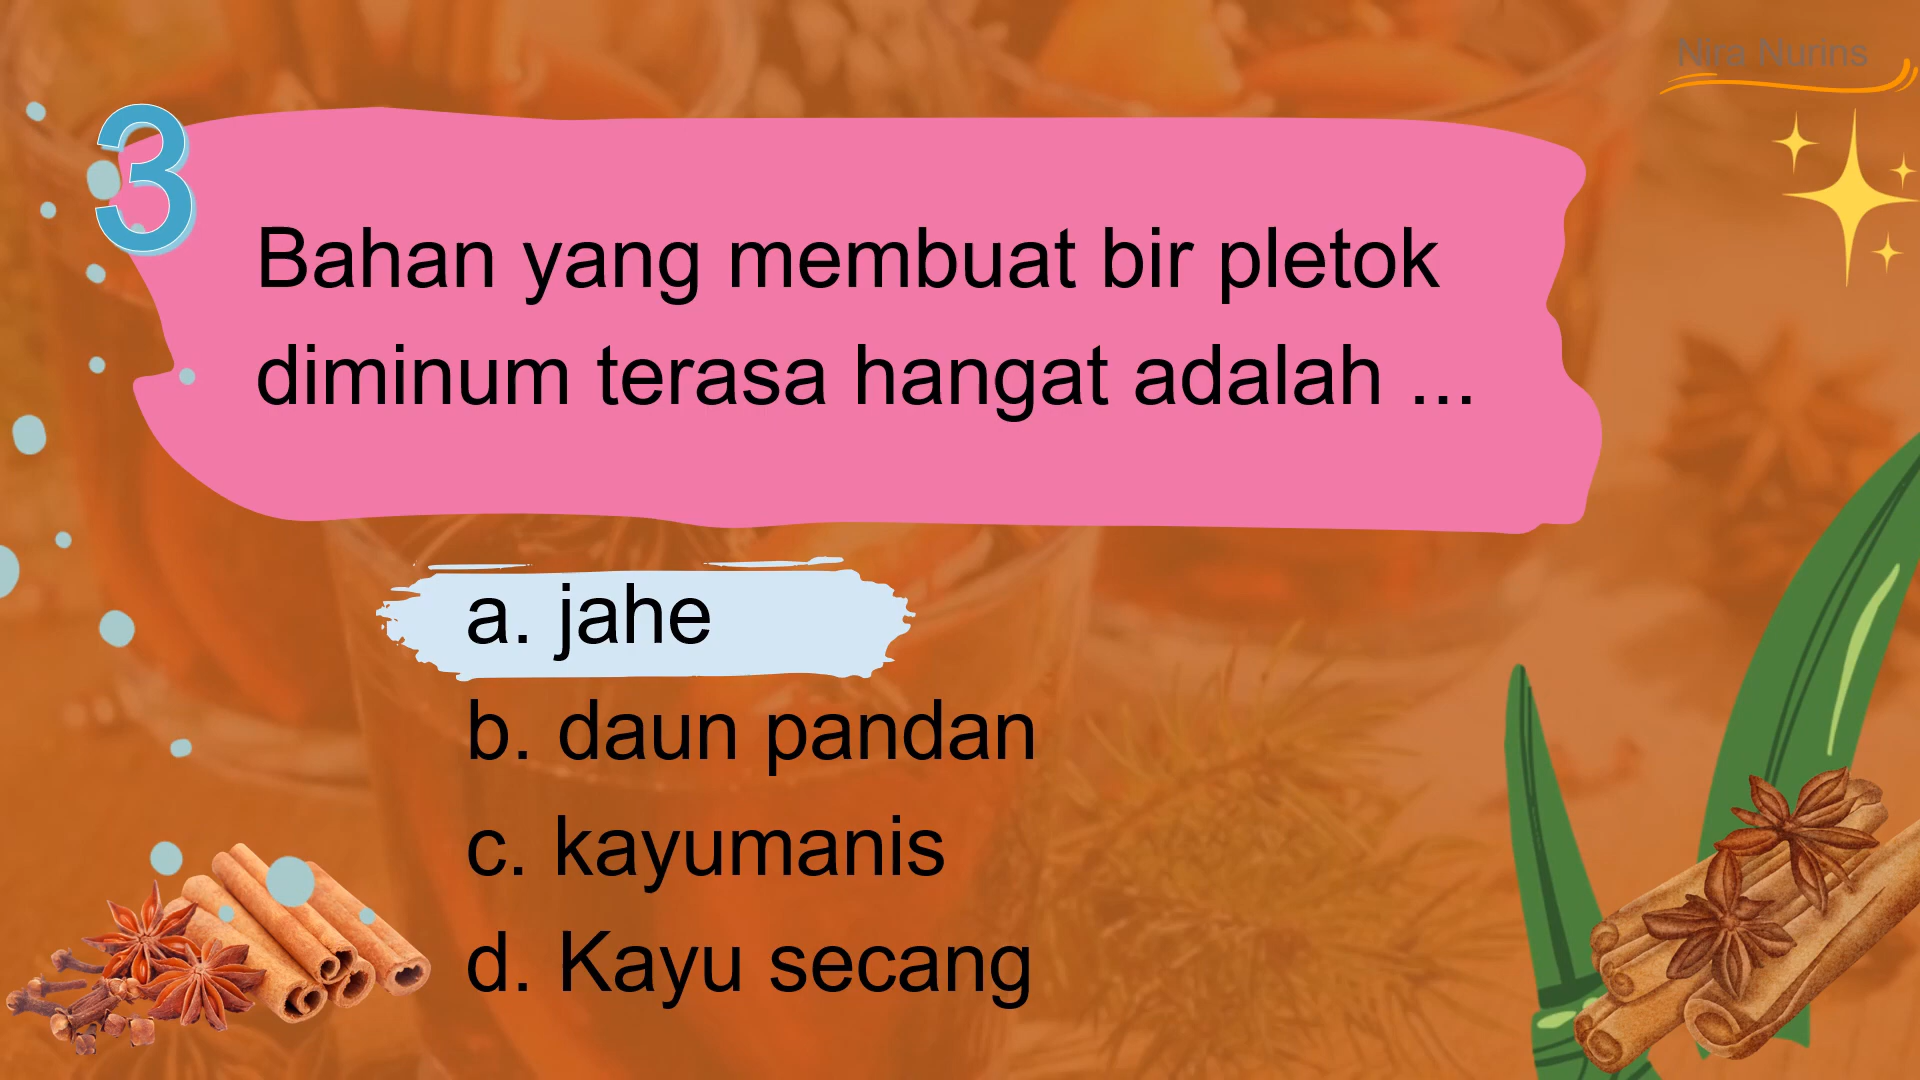 Nira Nurins
3
Bahan yang membuat bir pletok
diminum terasa hangat adalah ...
a. jahe
b. daun pandan
c. kayumanis
d. Kayu secang